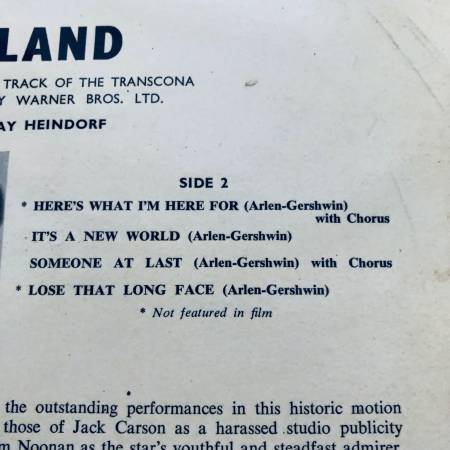 LAND
TRACK OF THE TRANSCONA
Y WARNER BROS. LTD.
AY HEINDORF
SIDE 2
* HERE'S WHAT I'M HERE FOR (Arlen-Gershwin)
with Chorus
IT'S A NEW WORLD (Arlen-Gershwin)
SOMEONE AT LAST (Arlen-Gershwin) with Chorus
* LOSE THAT LONG FACE (Arlen-Gershwin)
* Not featured in film
the outstanding performances in this historic motion
those of Jack Carson as a harassed studio publicity
m Noonan as the star's youthful and steadfast admirer